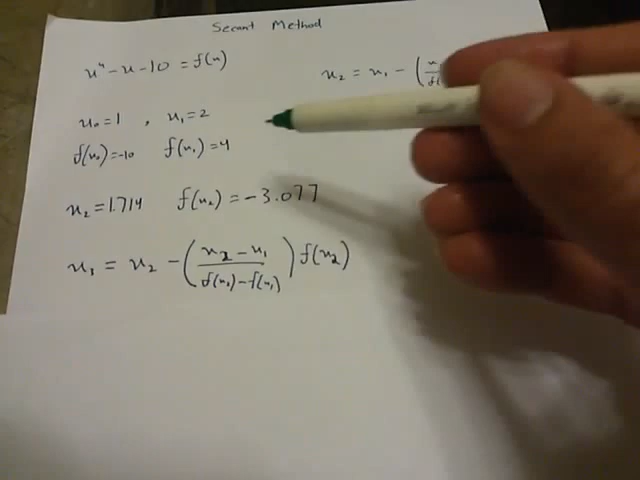 Secant Method
x⁴ - x - 10 = f(x)
x₂ = x₁ - (
x₀ = 1 , x₁ = 2
f(x₀) = -10 f(x₁) = 4
x₂ = 1.714 f(x₂) = -3.077
x₃ = x₂ - ( (x₂ - x₁) / (f(x₂) - f(x₁)) ) f(x₂)